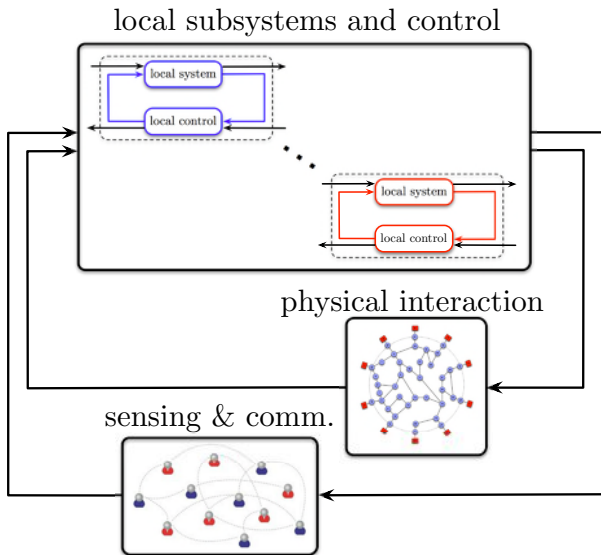 local subsystems and control
local system
local control
local system
local control
physical interaction
sensing & comm.